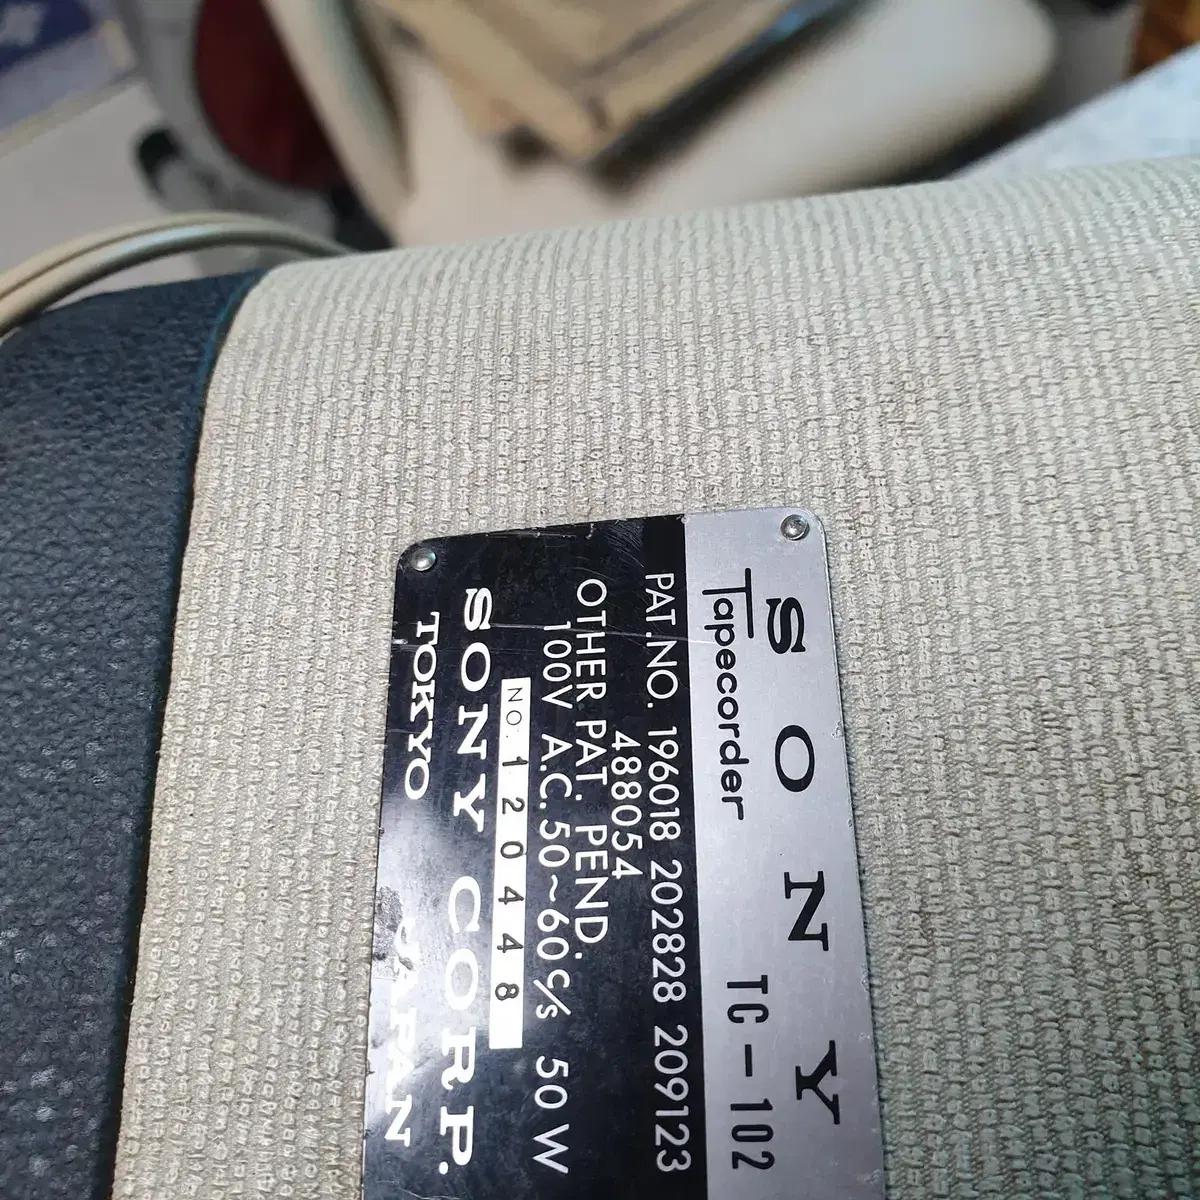 SONY
Tapecorder TC-102
PAT.NO. 196018 202828 209123
488054
OTHER PAT. PEND.
100V A.C. 50~60 c/s 50W
NO. 120448
SONY CORP.
TOKYO JAPAN